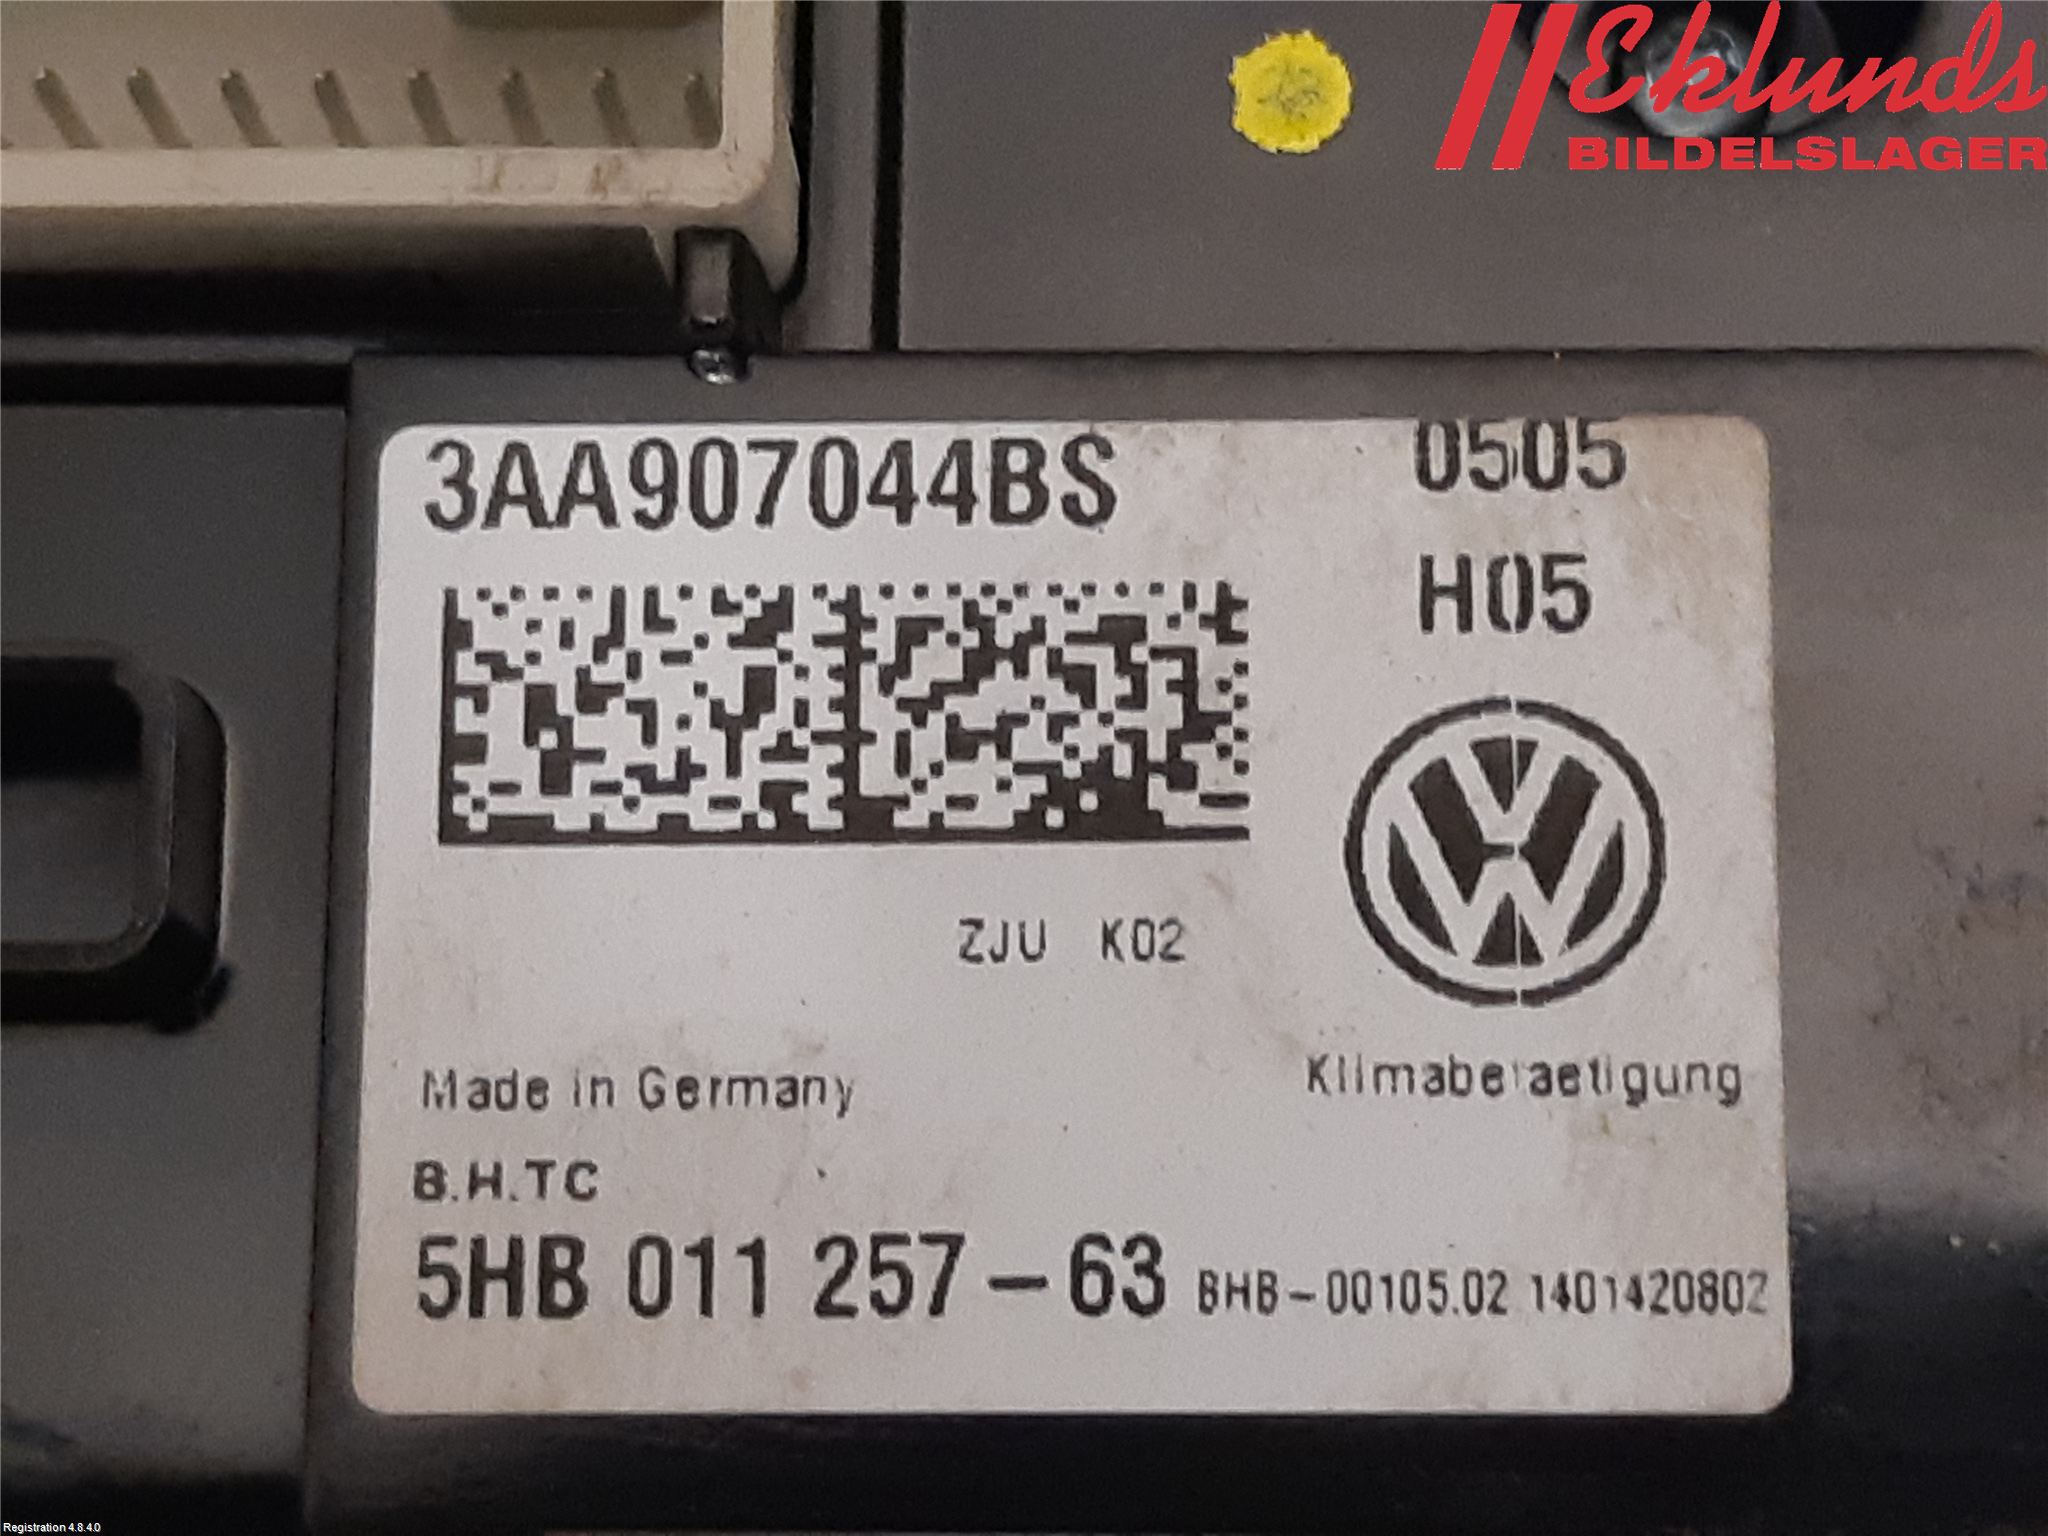 Eklunds
BILDELSLAGER
3AA907044BS
0505
H05
ZJU K02
Made in Germany
Klimabetaetigung
B.H.TC
5HB 011 257-63 BHB-00105.02 1401420802
Registration 4.8.4.0